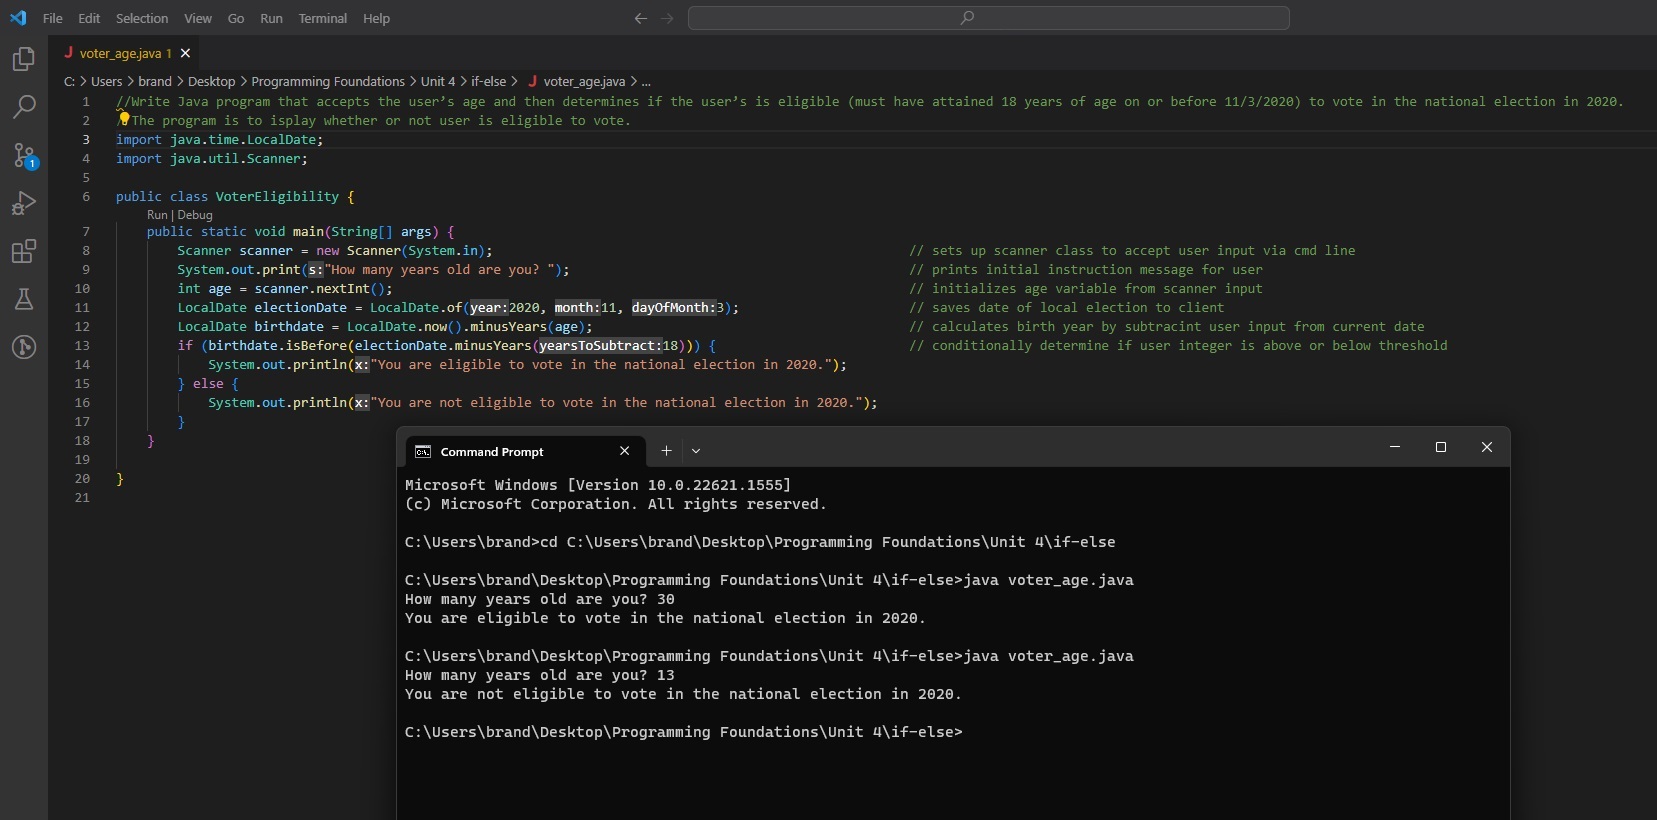 File Edit Selection View Go Run Terminal Help
J voter_age.java 1
C: > Users > brand > Desktop > Programming Foundations > Unit 4 > if-else > J voter_age.java > ...
1 //Write Java program that accepts the user’s age and then determines if the user’s is eligible (must have attained 18 years of age on or before 11/3/2020) to vote in the national election in 2020.
2 /The program is to isplay whether or not user is eligible to vote.
3 import java.time.LocalDate;
4 import java.util.Scanner;
5
6 public class VoterEligibility {
Run | Debug
7 public static void main(String[] args) {
8 Scanner scanner = new Scanner(System.in); // sets up scanner class to accept user input via cmd line
9 System.out.print(s:"How many years old are you? "); // prints initial instruction message for user
10 int age = scanner.nextInt(); // initializes age variable from scanner input
11 LocalDate electionDate = LocalDate.of(year:2020, month:11, dayOfMonth:3); // saves date of local election to client
12 LocalDate birthdate = LocalDate.now().minusYears(age); // calculates birth year by subtracint user input from current date
13 if (birthdate.isBefore(electionDate.minusYears(yearsToSubtract:18))) { // conditionally determine if user integer is above or below threshold
14 System.out.println(x:"You are eligible to vote in the national election in 2020.");
15 } else {
16 System.out.println(x:"You are not eligible to vote in the national election in 2020.");
17 }
18 }
19
20 }
21
1
Command Prompt
Microsoft Windows [Version 10.0.22621.1555]
(c) Microsoft Corporation. All rights reserved.
C:\Users\brand>cd C:\Users\brand\Desktop\Programming Foundations\Unit 4\if-else
C:\Users\brand\Desktop\Programming Foundations\Unit 4\if-else>java voter_age.java
How many years old are you? 30
You are eligible to vote in the national election in 2020.
C:\Users\brand\Desktop\Programming Foundations\Unit 4\if-else>java voter_age.java
How many years old are you? 13
You are not eligible to vote in the national election in 2020.
C:\Users\brand\Desktop\Programming Foundations\Unit 4\if-else>